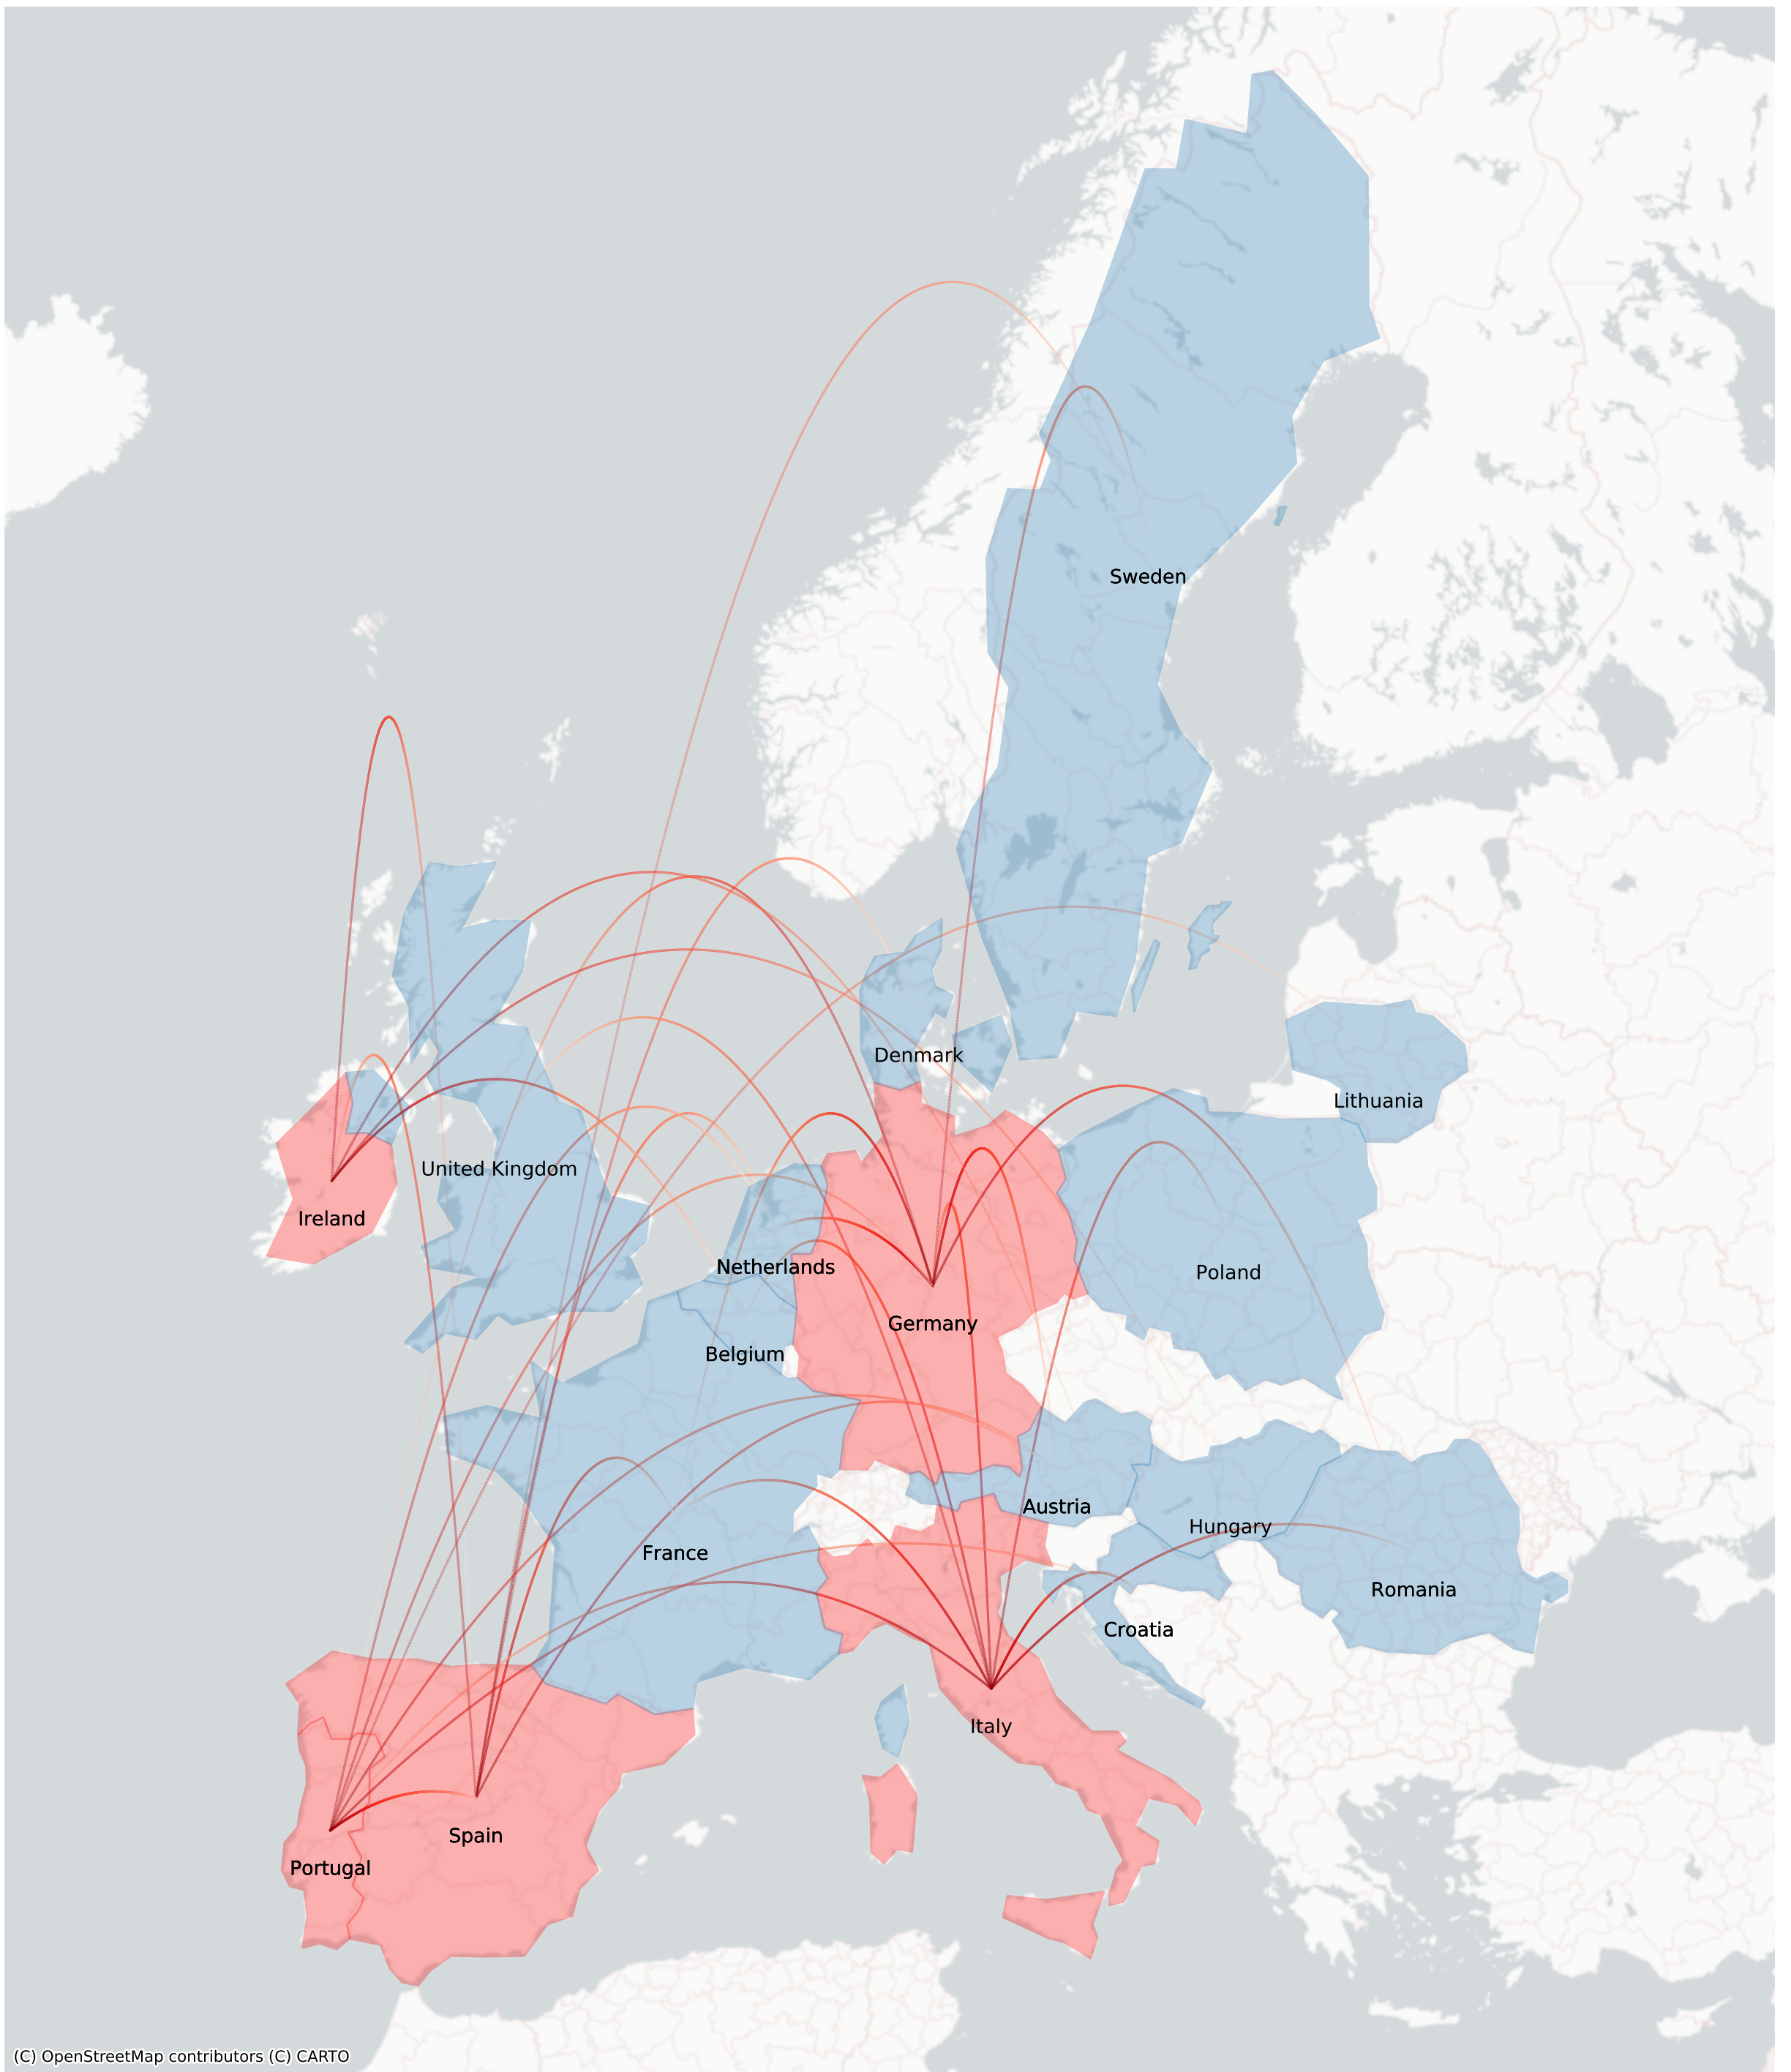 Sweden
Denmark
Lithuania
United Kingdom
Ireland
Netherlands
Poland
Germany
Belgium
Austria
Hungary
France
Romania
Croatia
Italy
Spain
Portugal
(C) OpenStreetMap contributors (C) CARTO